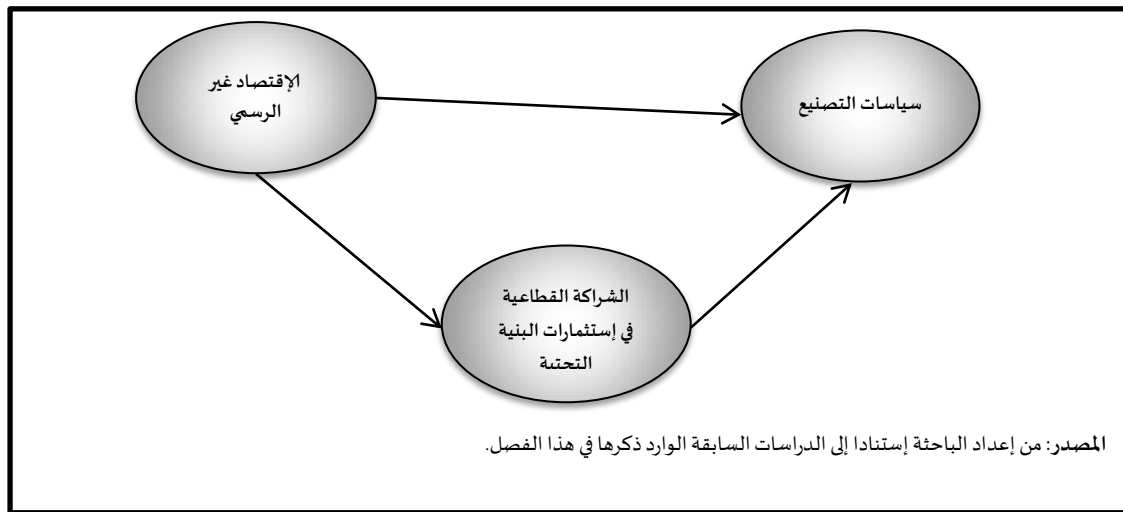 الإقتصاد غير
الرسمي
سياسات التصنيع
الشراكة القطاعية
في إستثمارات البنية
التحتية
المصدر: من إعداد الباحثة إستنادا إلى الدراسات السابقة الوارد ذكرها في هذا الفصل.